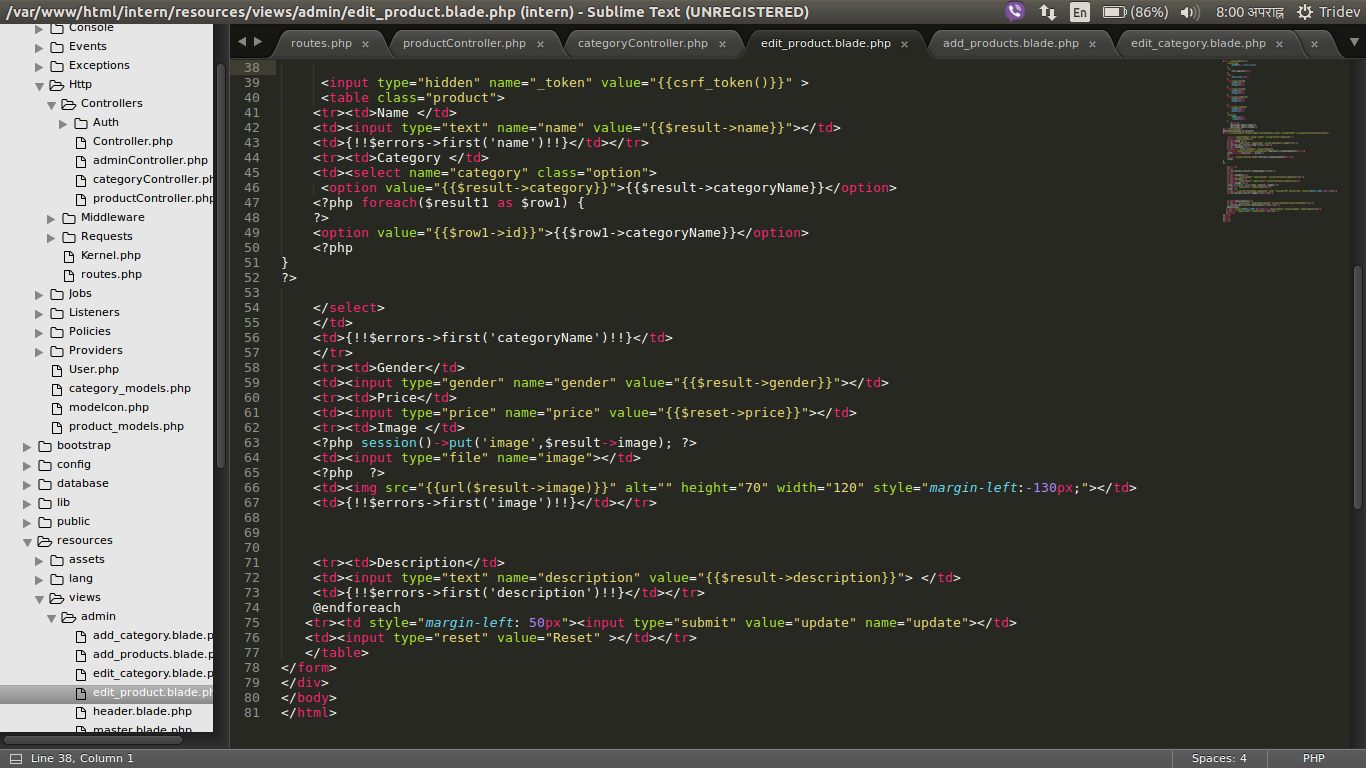 /var/www/html/intern/resources/views/admin/edit_product.blade.php (intern) - Sublime Text (UNREGISTERED)
En (86%) 8:00 अपराह्न Tridev
Console
Events
Exceptions
Http
Controllers
Auth
Controller.php
adminController.php
categoryController.ph
productController.php
Middleware
Requests
Kernel.php
routes.php
Jobs
Listeners
Policies
Providers
User.php
category_models.php
modelcon.php
product_models.php
bootstrap
config
database
lib
public
resources
assets
lang
views
admin
add_category.blade.p
add_products.blade.p
edit_category.blade.p
edit_product.blade.ph
header.blade.php
master.blade.php
routes.php × productController.php × categoryController.php × edit_product.blade.php × add_products.blade.php × edit_category.blade.php × ×
38
39 <input type="hidden" name="_token" value="{{csrf_token()}}" >
40 <table class="product">
41 <tr><td>Name </td>
42 <td><input type="text" name="name" value="{{$result->name}}"></td>
43 <td>{!!$errors->first('name')!!}</td></tr>
44 <tr><td>Category </td>
45 <td><select name="category" class="option">
46 <option value="{{$result->category}}">{{$result->categoryName}}</option>
47 <?php foreach($result1 as $row1) {
48 ?>
49 <option value="{{$row1->id}}">{{$row1->categoryName}}</option>
50 <?php
51 }
52 ?>
53
54 </select>
55 </td>
56 <td>{!!$errors->first('categoryName')!!}</td>
57 </tr>
58 <tr><td>Gender</td>
59 <td><input type="gender" name="gender" value="{{$result->gender}}"></td>
60 <tr><td>Price</td>
61 <td><input type="price" name="price" value="{{$reset->price}}"></td>
62 <tr><td>Image </td>
63 <?php session()->put('image',$result->image); ?>
64 <td><input type="file" name="image"></td>
65 <?php  ?>
66 <td><img src="{{url($result->image)}}" alt="" height="70" width="120" style="margin-left:-130px;"></td>
67 <td>{!!$errors->first('image')!!}</td></tr>
68
69
70
71 <tr><td>Description</td>
72 <td><input type="text" name="description" value="{{$result->description}}"> </td>
73 <td>{!!$errors->first('description')!!}</td></tr>
74 @endforeach
75 <tr><td style="margin-left: 50px"><input type="submit" value="update" name="update"></td>
76 <td><input type="reset" value="Reset" ></td></tr>
77 </table>
78 </form>
79 </div>
80 </body>
81 </html>
Line 38, Column 1
Spaces: 4
PHP